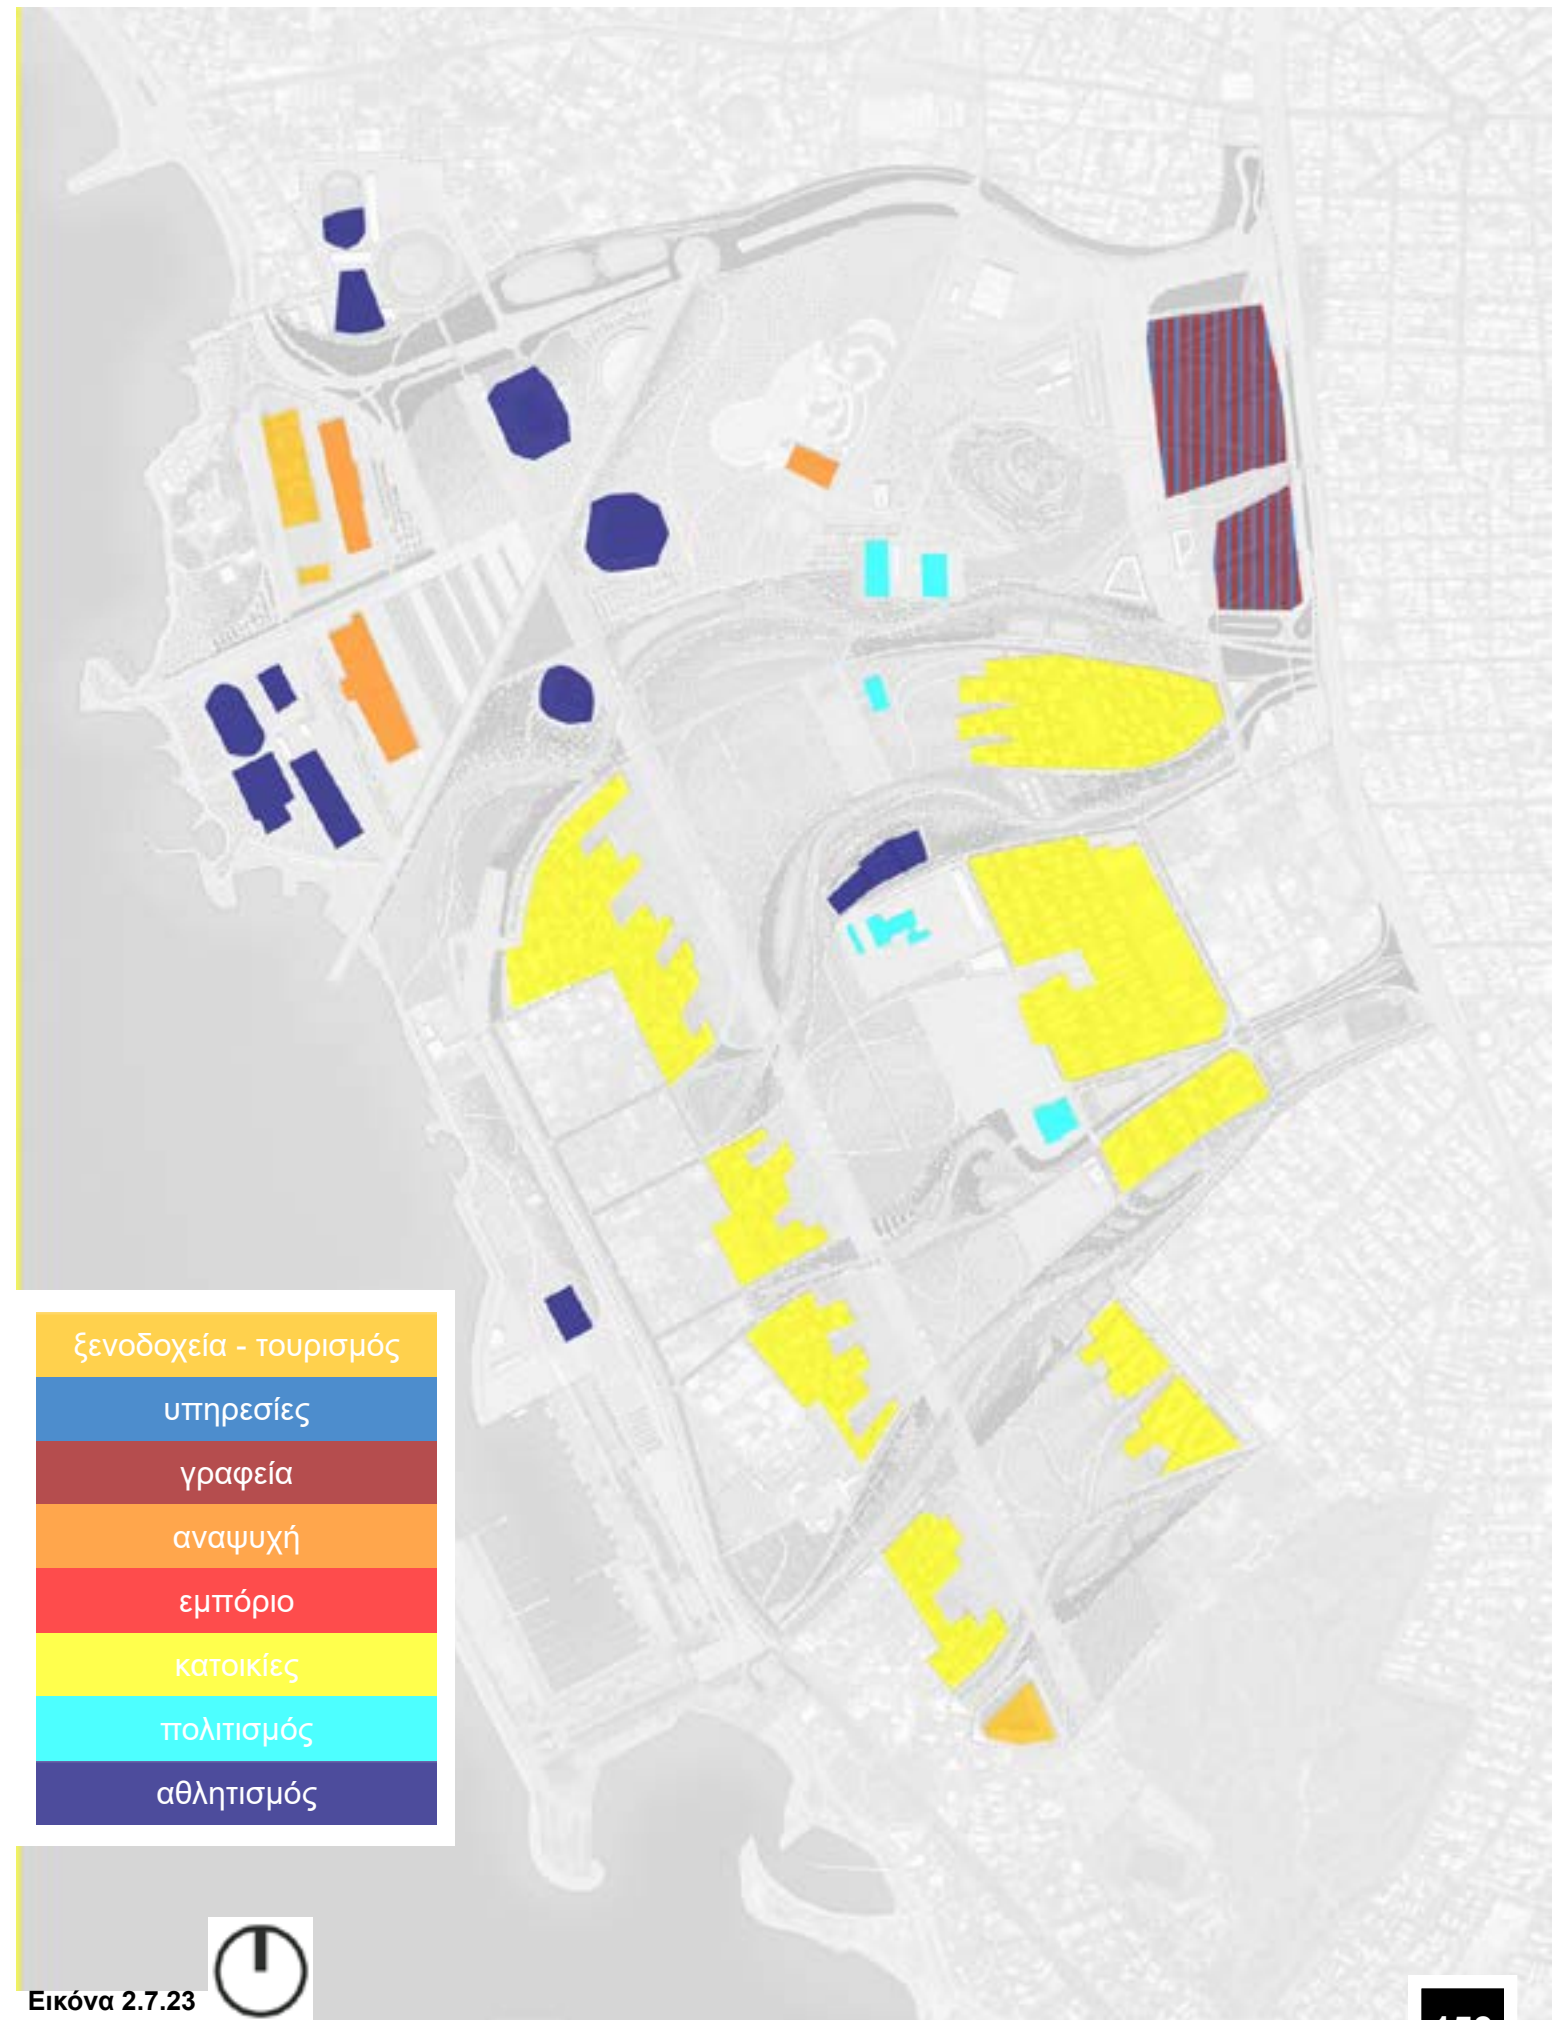 ξενοδοχεία - τουρισμός
υπηρεσίες
γραφεία
αναψυχή
εμπόριο
κατοικίες
πολιτισμός
αθλητισμός
Εικόνα 2.7.23